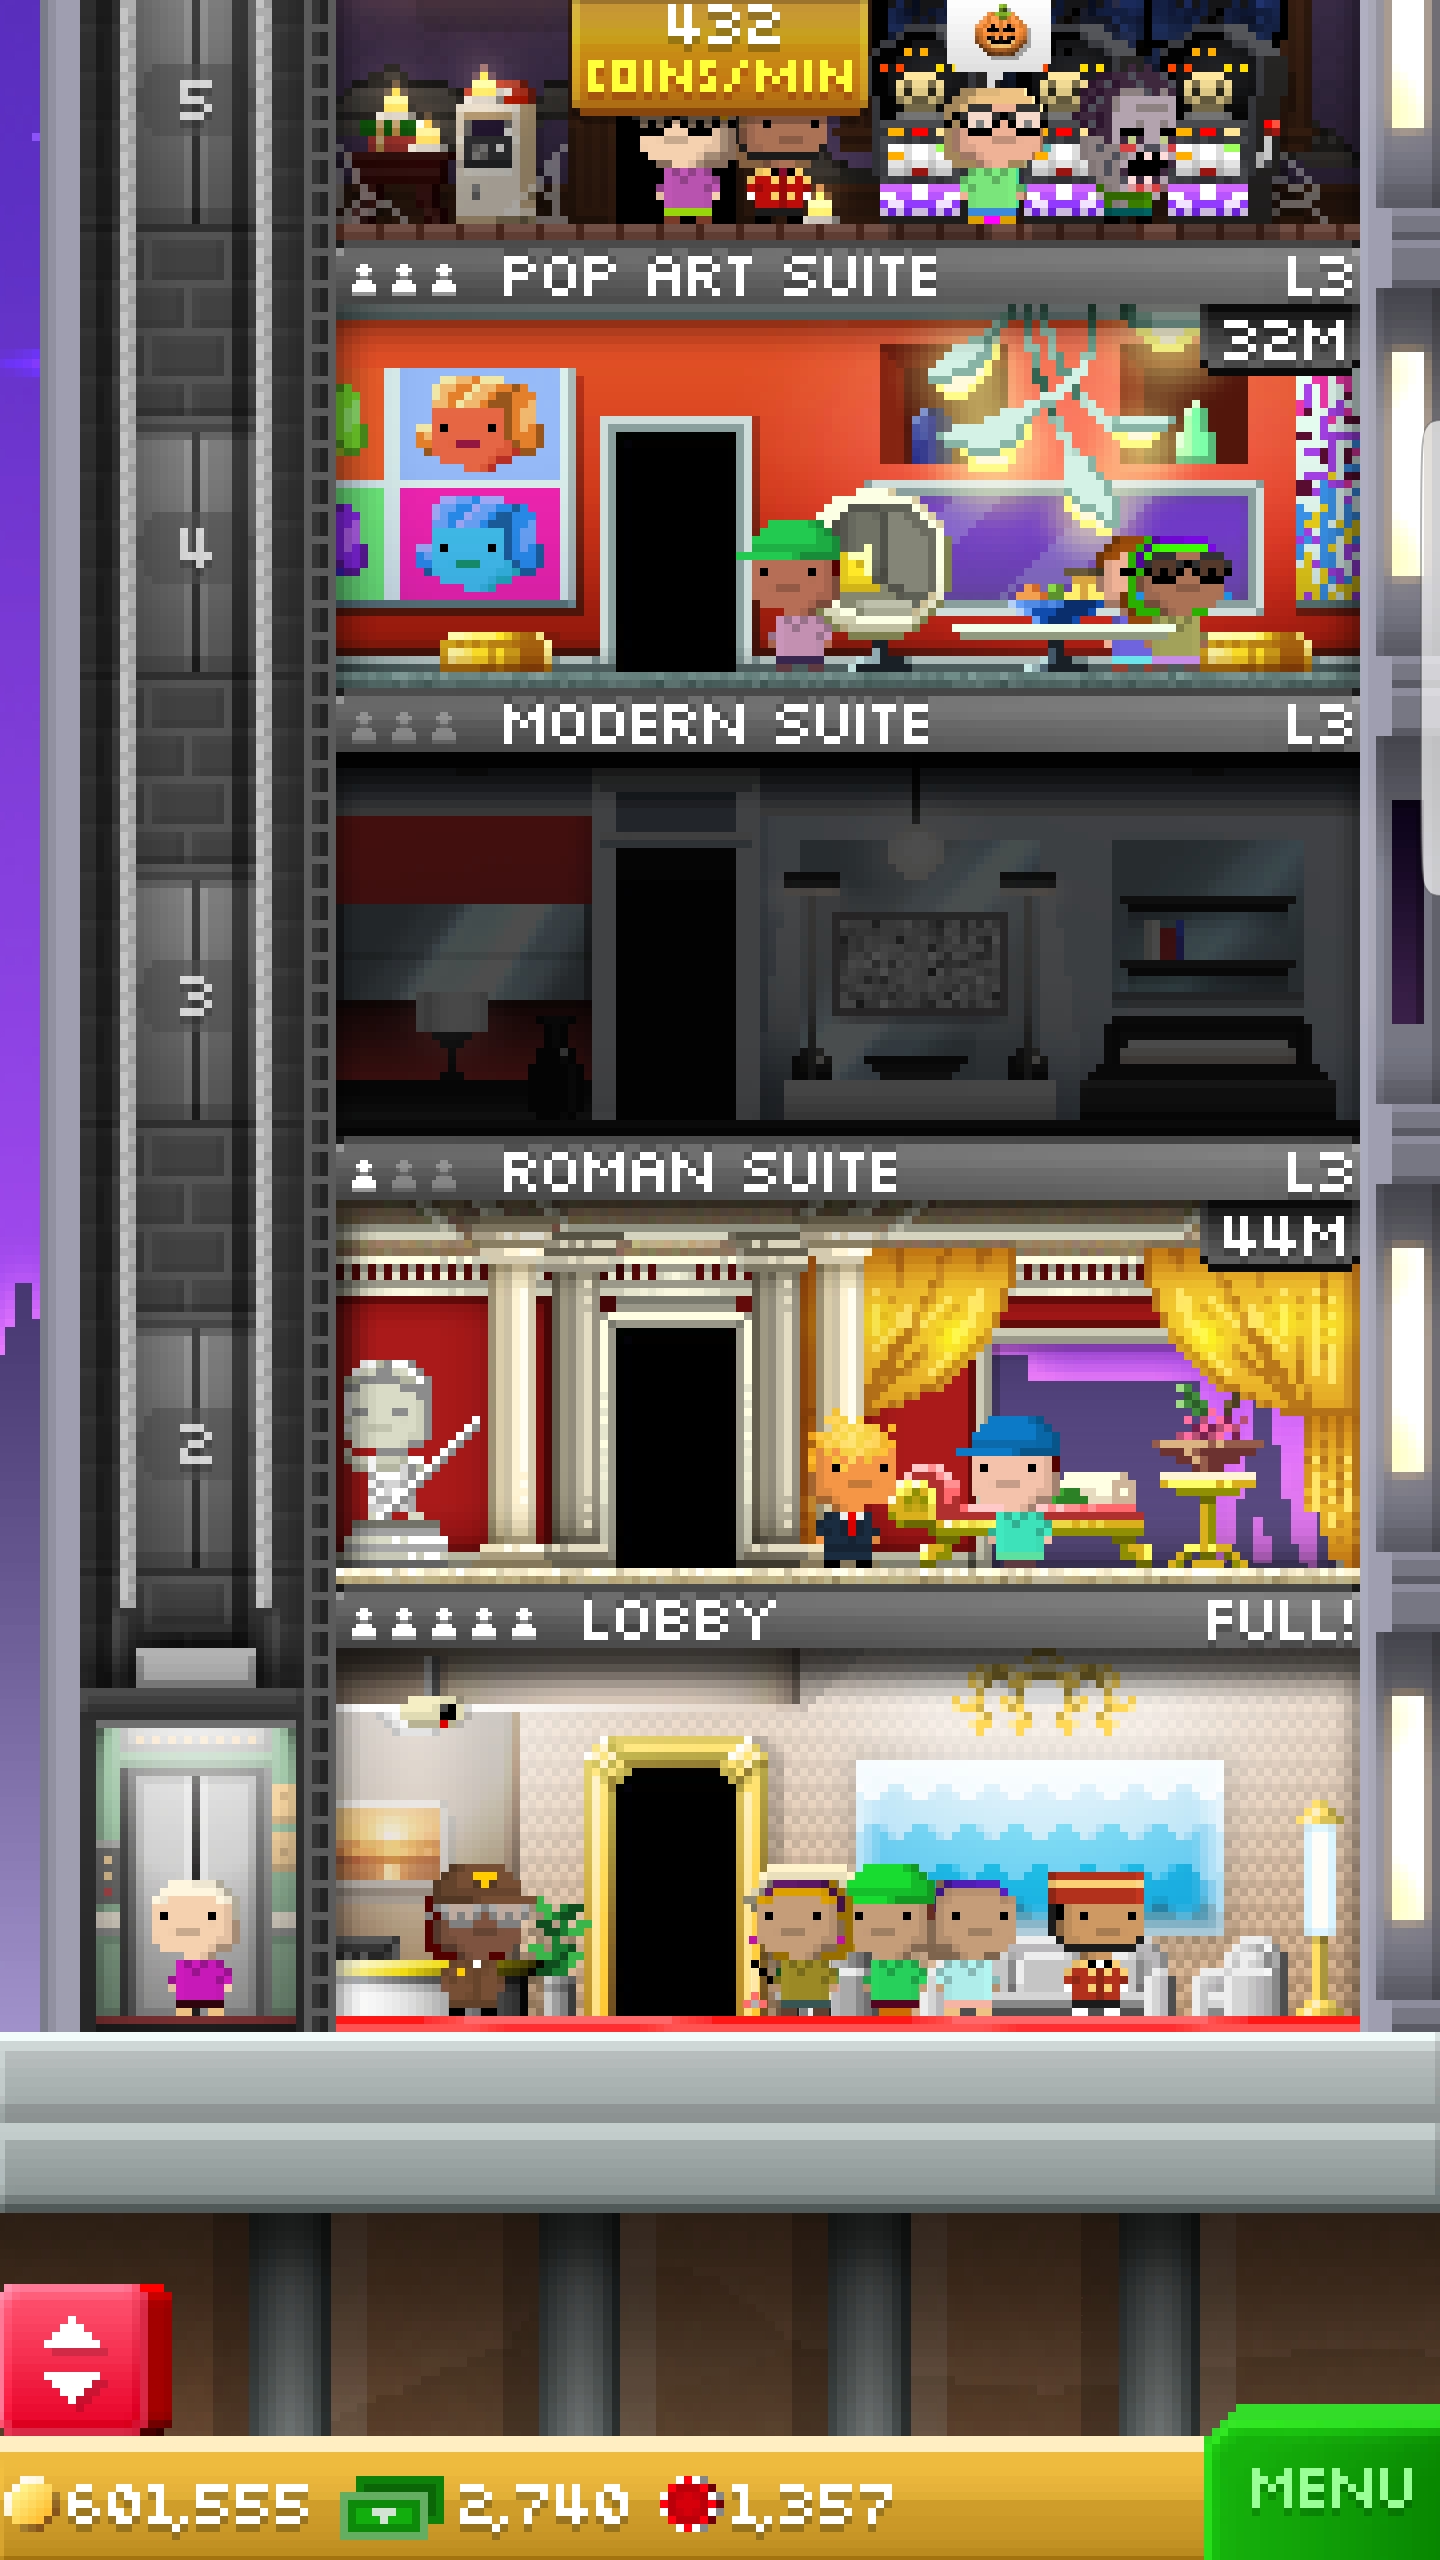 432
COINS/MIN
5
POP ART SUITE L3
32M
4
MODERN SUITE L3
3
ROMAN SUITE L3
44M
2
LOBBY FULL!
601,555 2,740 1,357
MENU